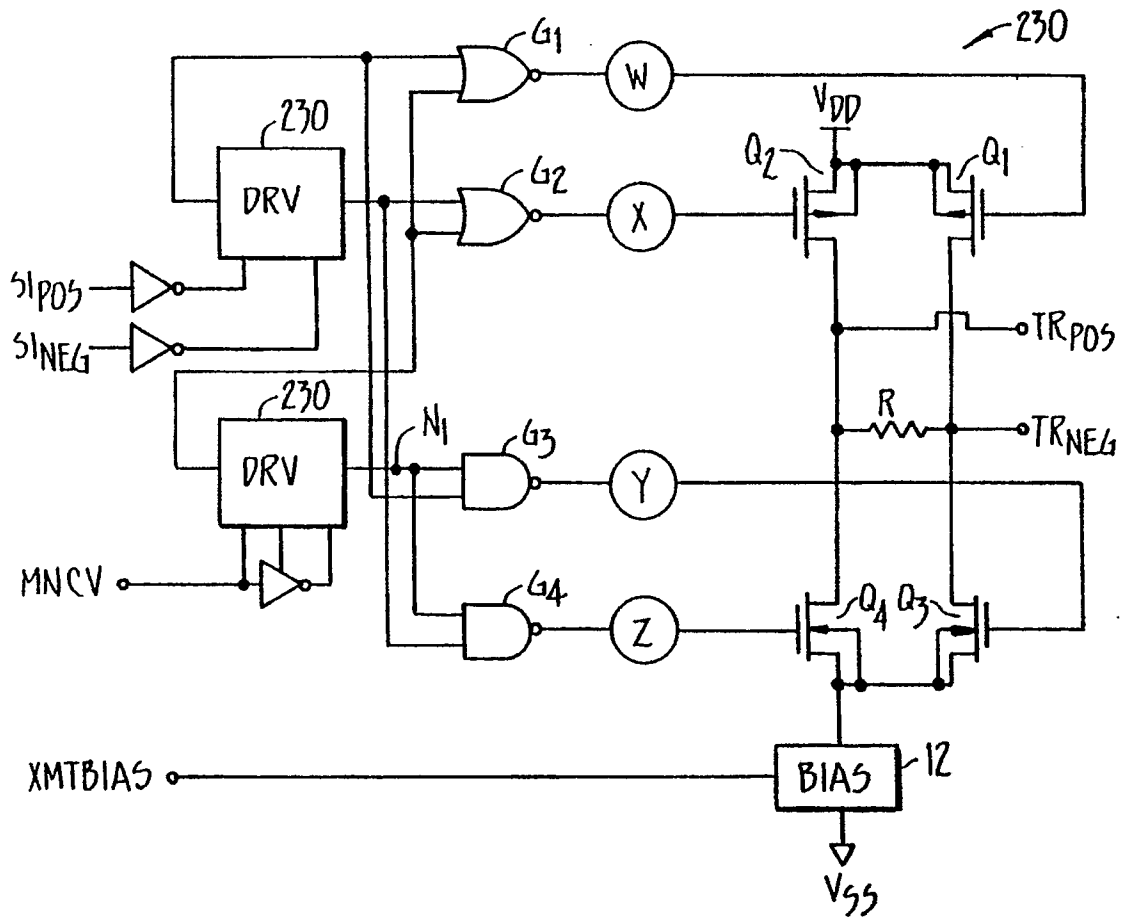 230
G1
W
VDD
230
Q2
Q1
DRV
G2
X
SIPOS
SINEG
TRPOS
230
N1
G3
R
TRNEG
DRV
Y
MNCV
G4
Q4
Q3
Z
XMTBIAS
BIAS
12
VSS